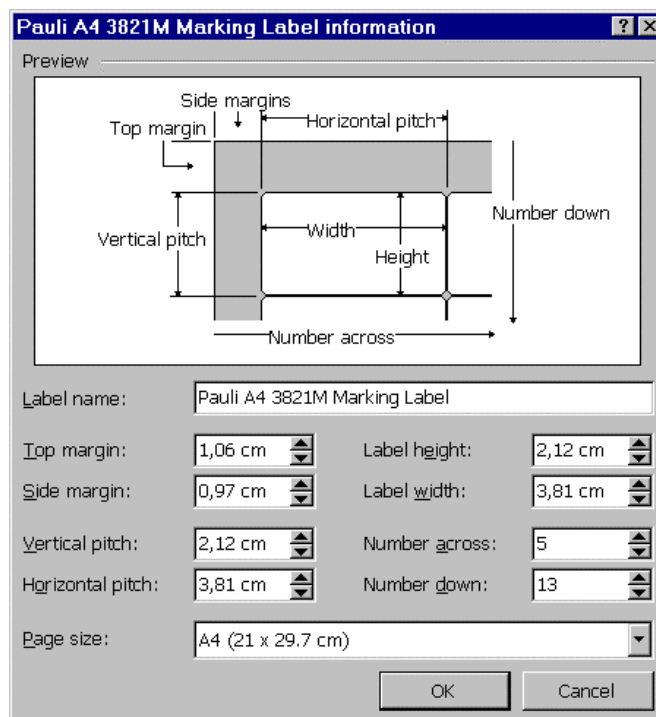 Pauli A4 3821M Marking Label information
Preview
Side margins
Horizontal pitch
Top margin
Number down
Vertical pitch
Width
Height
Number across
Label name: Pauli A4 3821M Marking Label
Top margin: 1,06 cm Label height: 2,12 cm
Side margin: 0,97 cm Label width: 3,81 cm
Vertical pitch: 2,12 cm Number across: 5
Horizontal pitch: 3,81 cm Number down: 13
Page size: A4 (21 x 29.7 cm)
OK Cancel